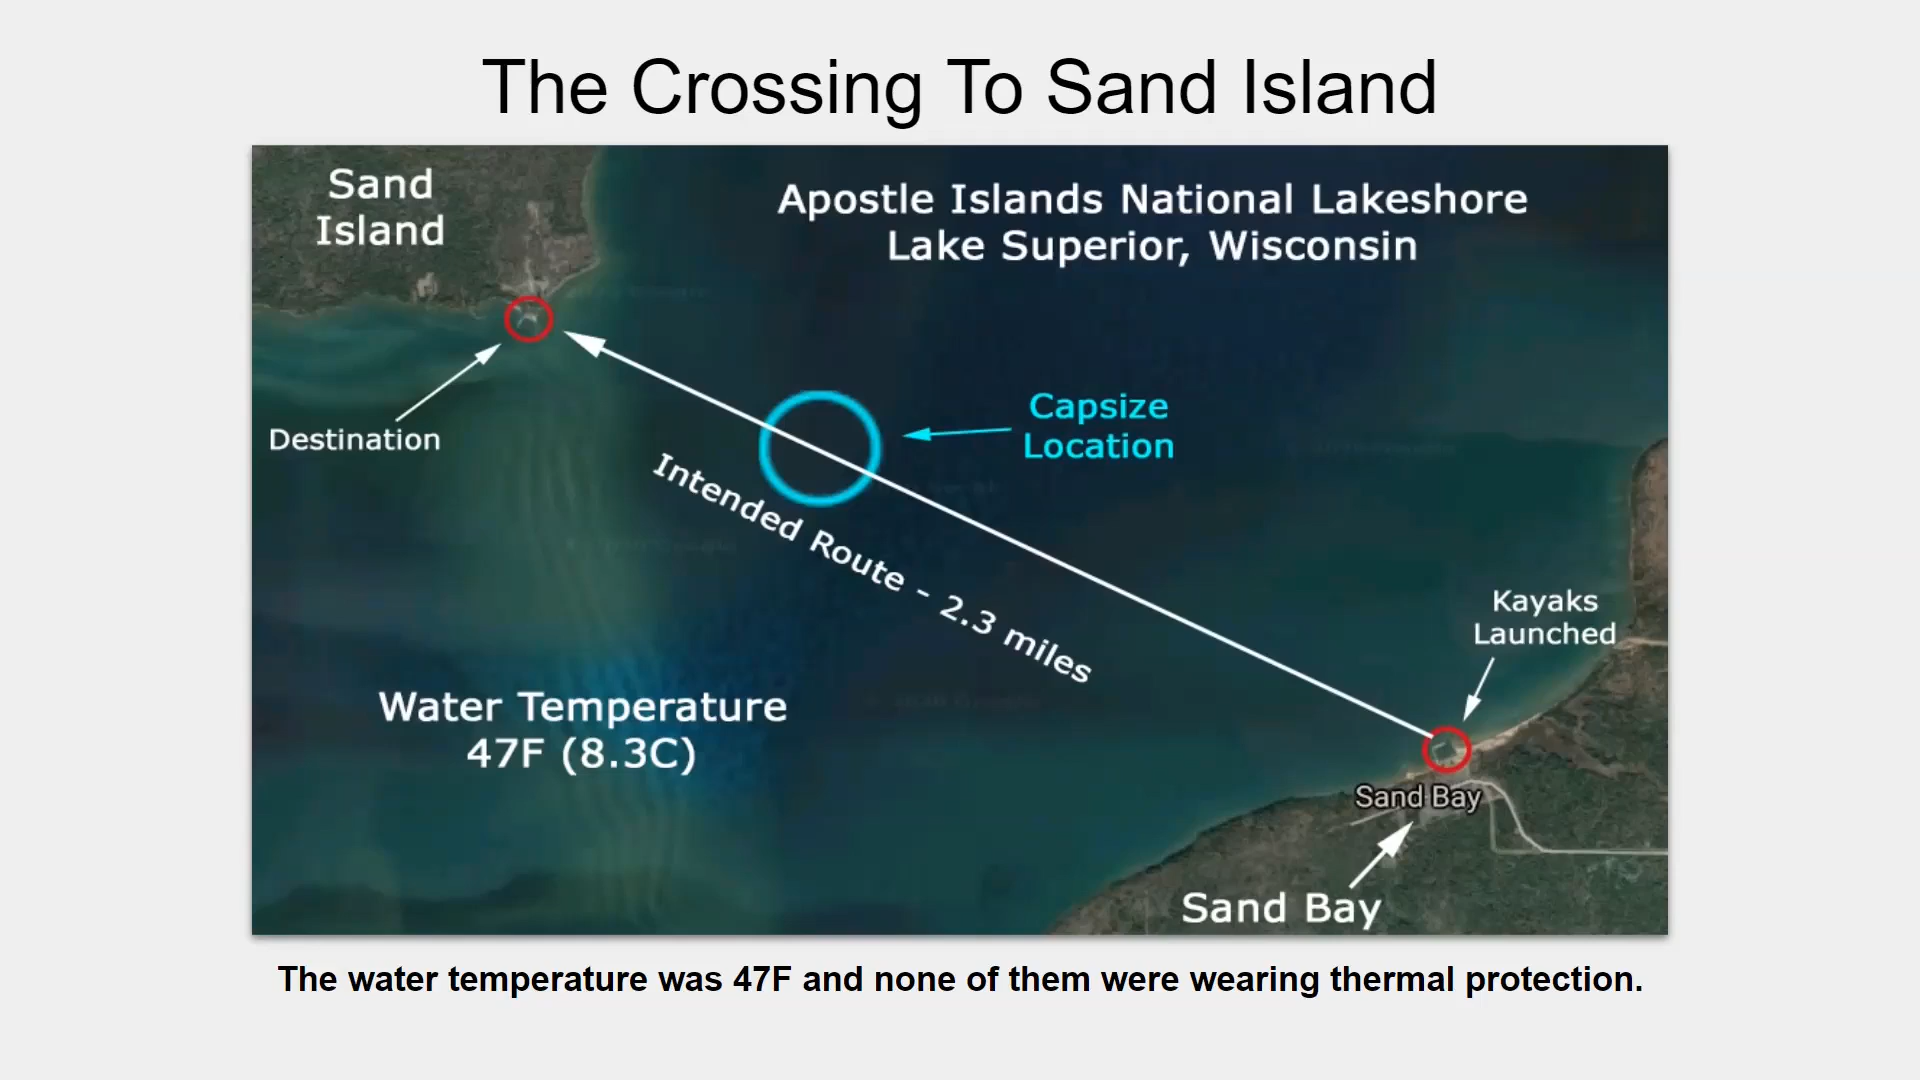 The Crossing To Sand Island
Sand
Island
Apostle Islands National Lakeshore
Lake Superior, Wisconsin
Destination
Capsize
Location
Intended Route - 2.3 miles
Kayaks
Launched
Water Temperature
47F (8.3C)
Sand Bay
Sand Bay
The water temperature was 47F and none of them were wearing thermal protection.